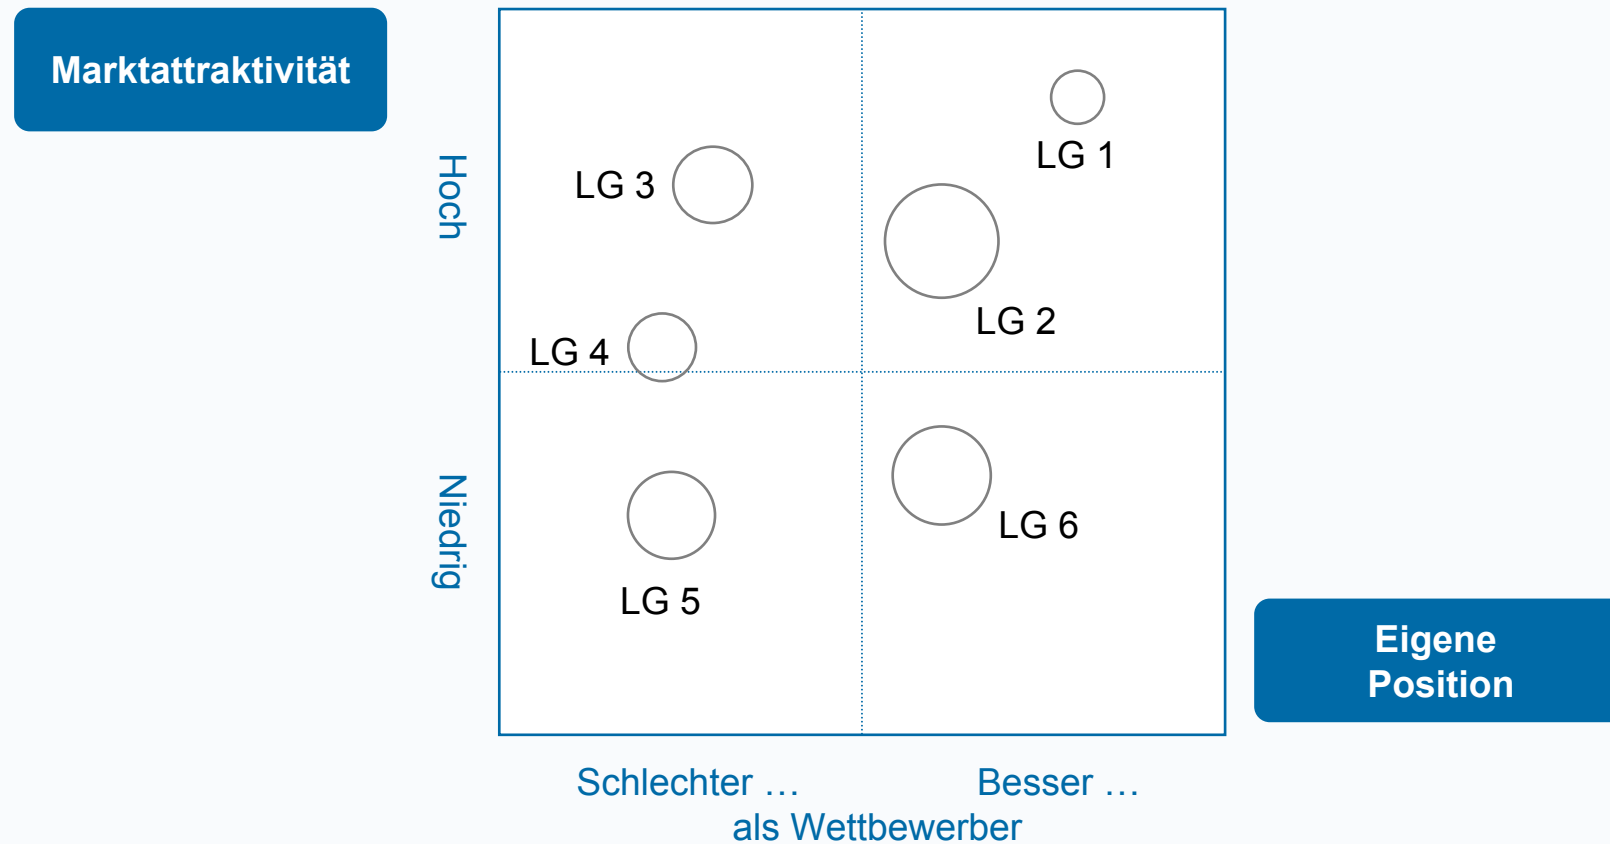 Marktattraktivität
Hoch
Niedrig
LG 1
LG 3
LG 2
LG 4
LG 6
LG 5
Eigene
Position
Schlechter …
Besser …
als Wettbewerber